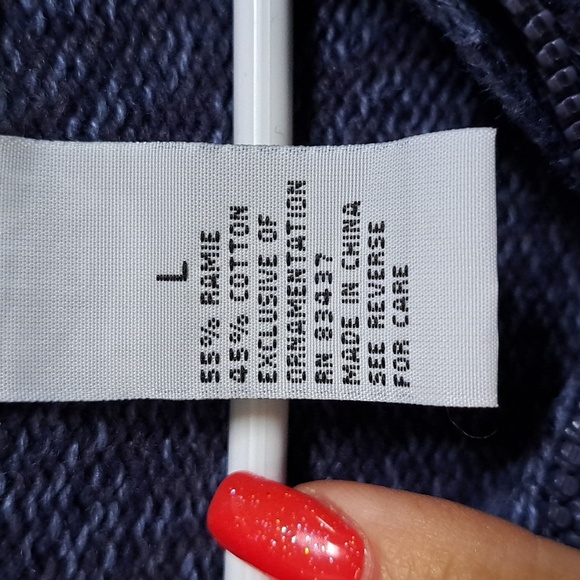 L
55% RAMIE
45% COTTON
EXCLUSIVE OF
ORNAMENTATION
RN 83437
MADE IN CHINA
SEE REVERSE
FOR CARE